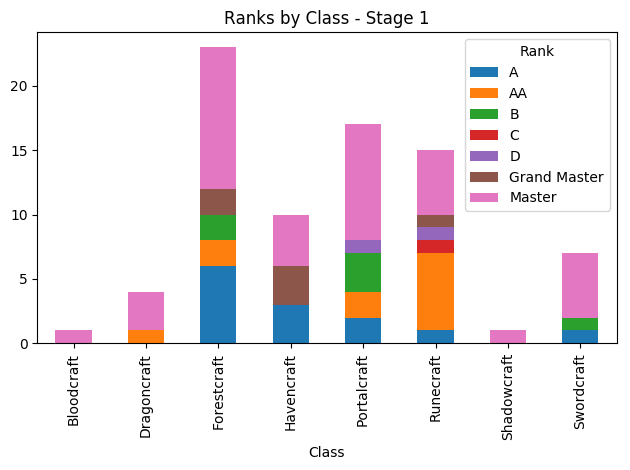 Ranks by Class - Stage 1
Rank
A
AA
B
C
D
Grand Master
Master
20
15
10
5
0
Bloodcraft
Dragoncraft
Forestcraft
Havencraft
Portalcraft
Runecraft
Shadowcraft
Swordcraft
Class